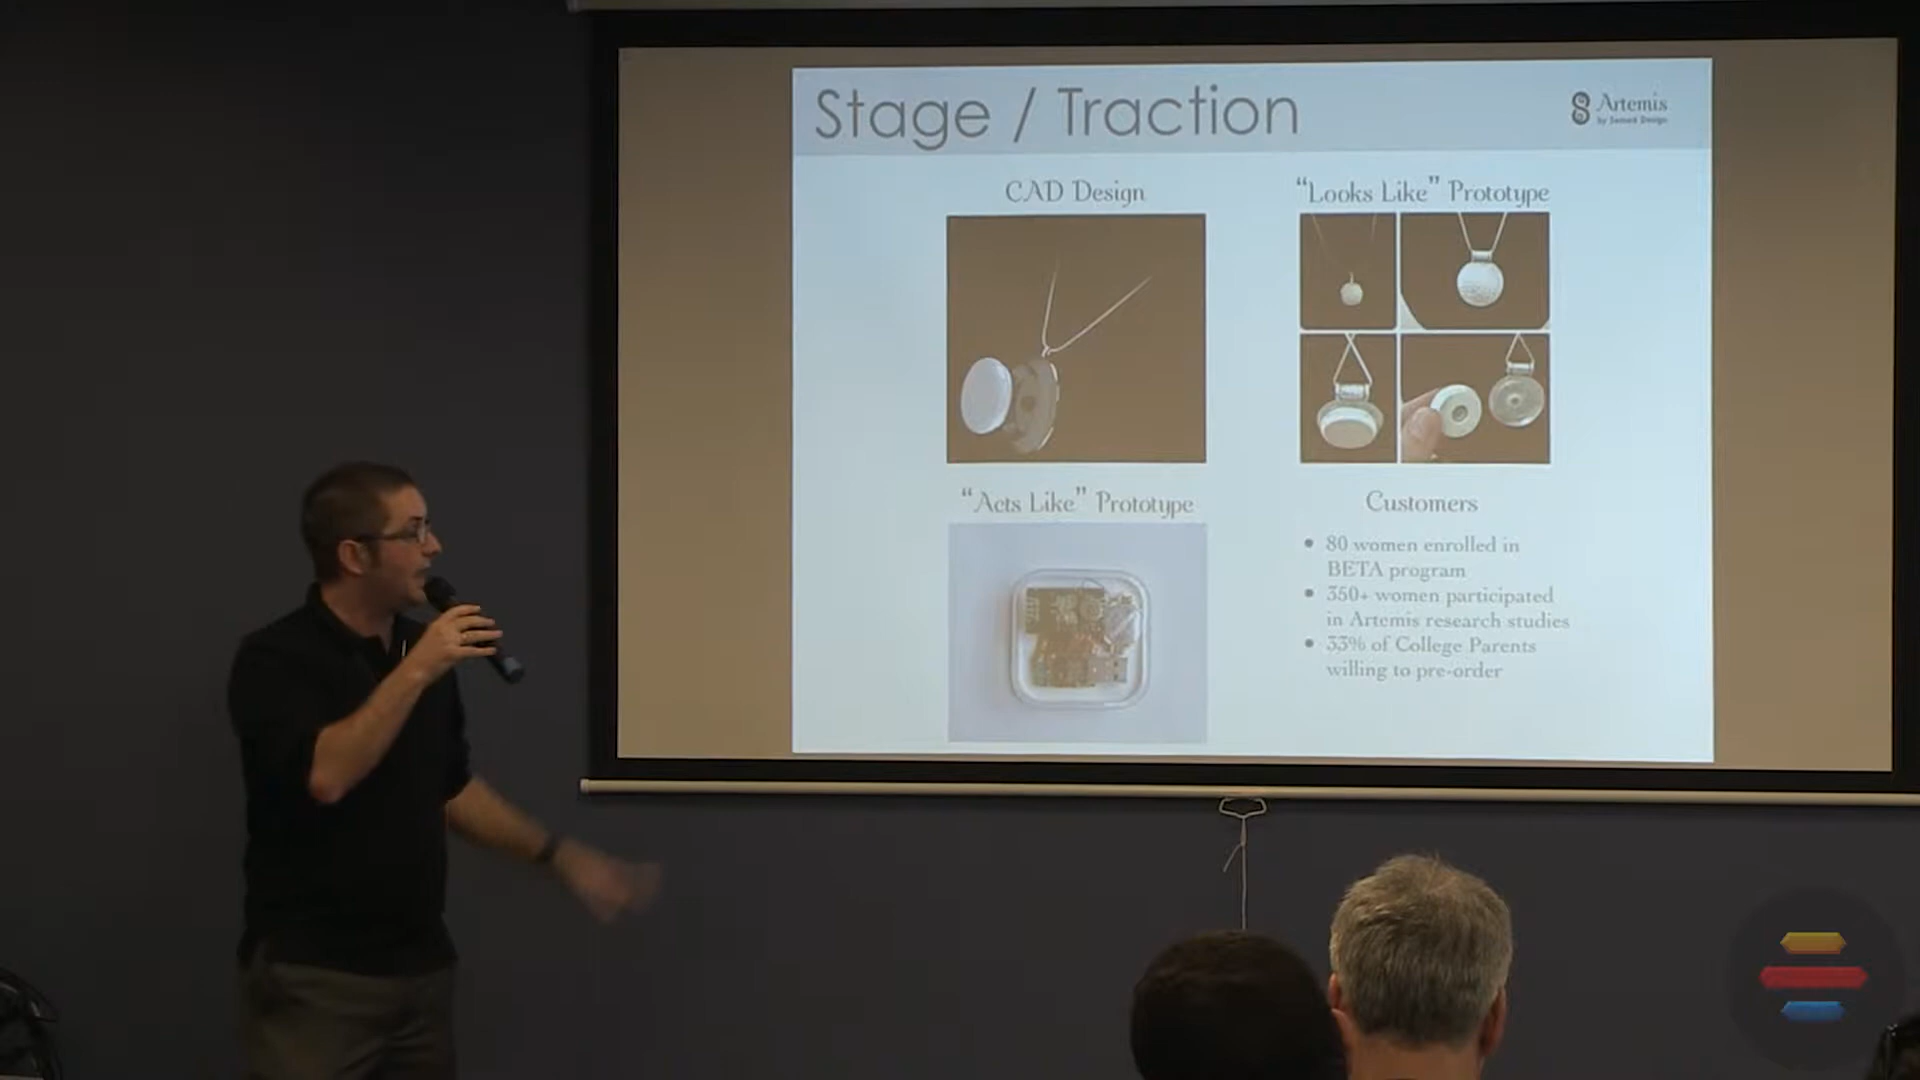 Stage / Traction
Artemis
by Semeā Design
CAD Design
“Looks Like” Prototype
“Acts Like” Prototype
Customers
• 80 women enrolled in
BETA program
• 350+ women participated
in Artemis research studies
• 33% of College Parents
willing to pre-order